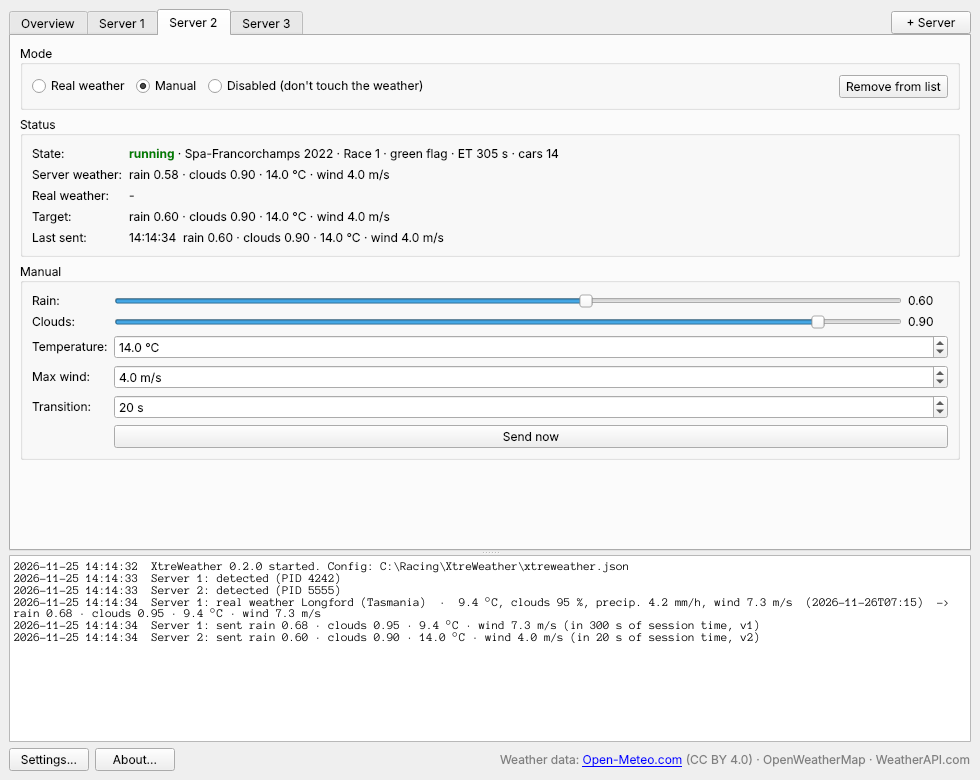 Overview Server 1 Server 2 Server 3 + Server
Mode
Real weather Manual Disabled (don't touch the weather) Remove from list
Status
State: running · Spa-Francorchamps 2022 · Race 1 · green flag · ET 305 s · cars 14
Server weather: rain 0.58 · clouds 0.90 · 14.0 °C · wind 4.0 m/s
Real weather: -
Target: rain 0.60 · clouds 0.90 · 14.0 °C · wind 4.0 m/s
Last sent: 14:14:34 rain 0.60 · clouds 0.90 · 14.0 °C · wind 4.0 m/s
Manual
Rain: 0.60
Clouds: 0.90
Temperature: 14.0 °C
Max wind: 4.0 m/s
Transition: 20 s
Send now
2026-11-25 14:14:32 XtreWeather 0.2.0 started. Config: C:\Racing\XtreWeather\xtreweather.json
2026-11-25 14:14:33 Server 1: detected (PID 4242)
2026-11-25 14:14:33 Server 2: detected (PID 5555)
2026-11-25 14:14:34 Server 1: real weather Longford (Tasmania) · 9.4 °C, clouds 95 %, precip. 4.2 mm/h, wind 7.3 m/s (2026-11-26T07:15) ->
rain 0.68 · clouds 0.95 · 9.4 °C · wind 7.3 m/s
2026-11-25 14:14:34 Server 1: sent rain 0.68 · clouds 0.95 · 9.4 °C · wind 7.3 m/s (in 300 s of session time, v1)
2026-11-25 14:14:34 Server 2: sent rain 0.60 · clouds 0.90 · 14.0 °C · wind 4.0 m/s (in 20 s of session time, v2)
Settings... About... Weather data: Open-Meteo.com (CC BY 4.0) · OpenWeatherMap · WeatherAPI.com